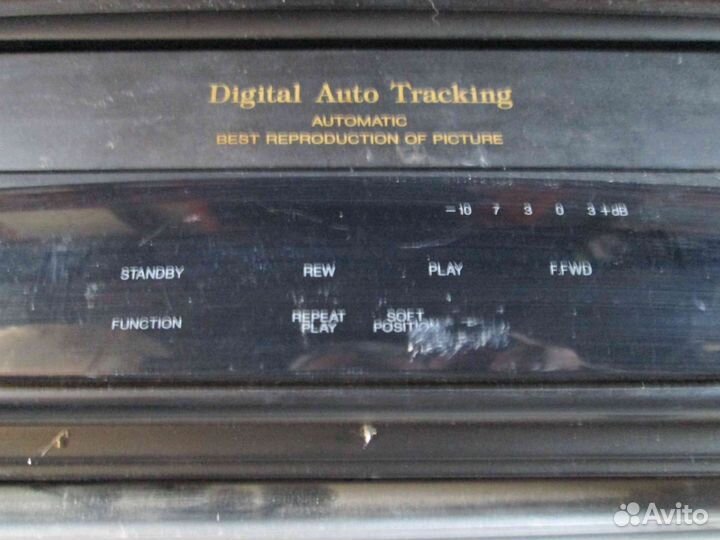 Digital Auto Tracking
AUTOMATIC
BEST REPRODUCTION OF PICTURE
-10 7 3 0 3 +dB
STANDBY REW PLAY F.FWD
FUNCTION REPEAT PLAY SOFT POSITION
Avito